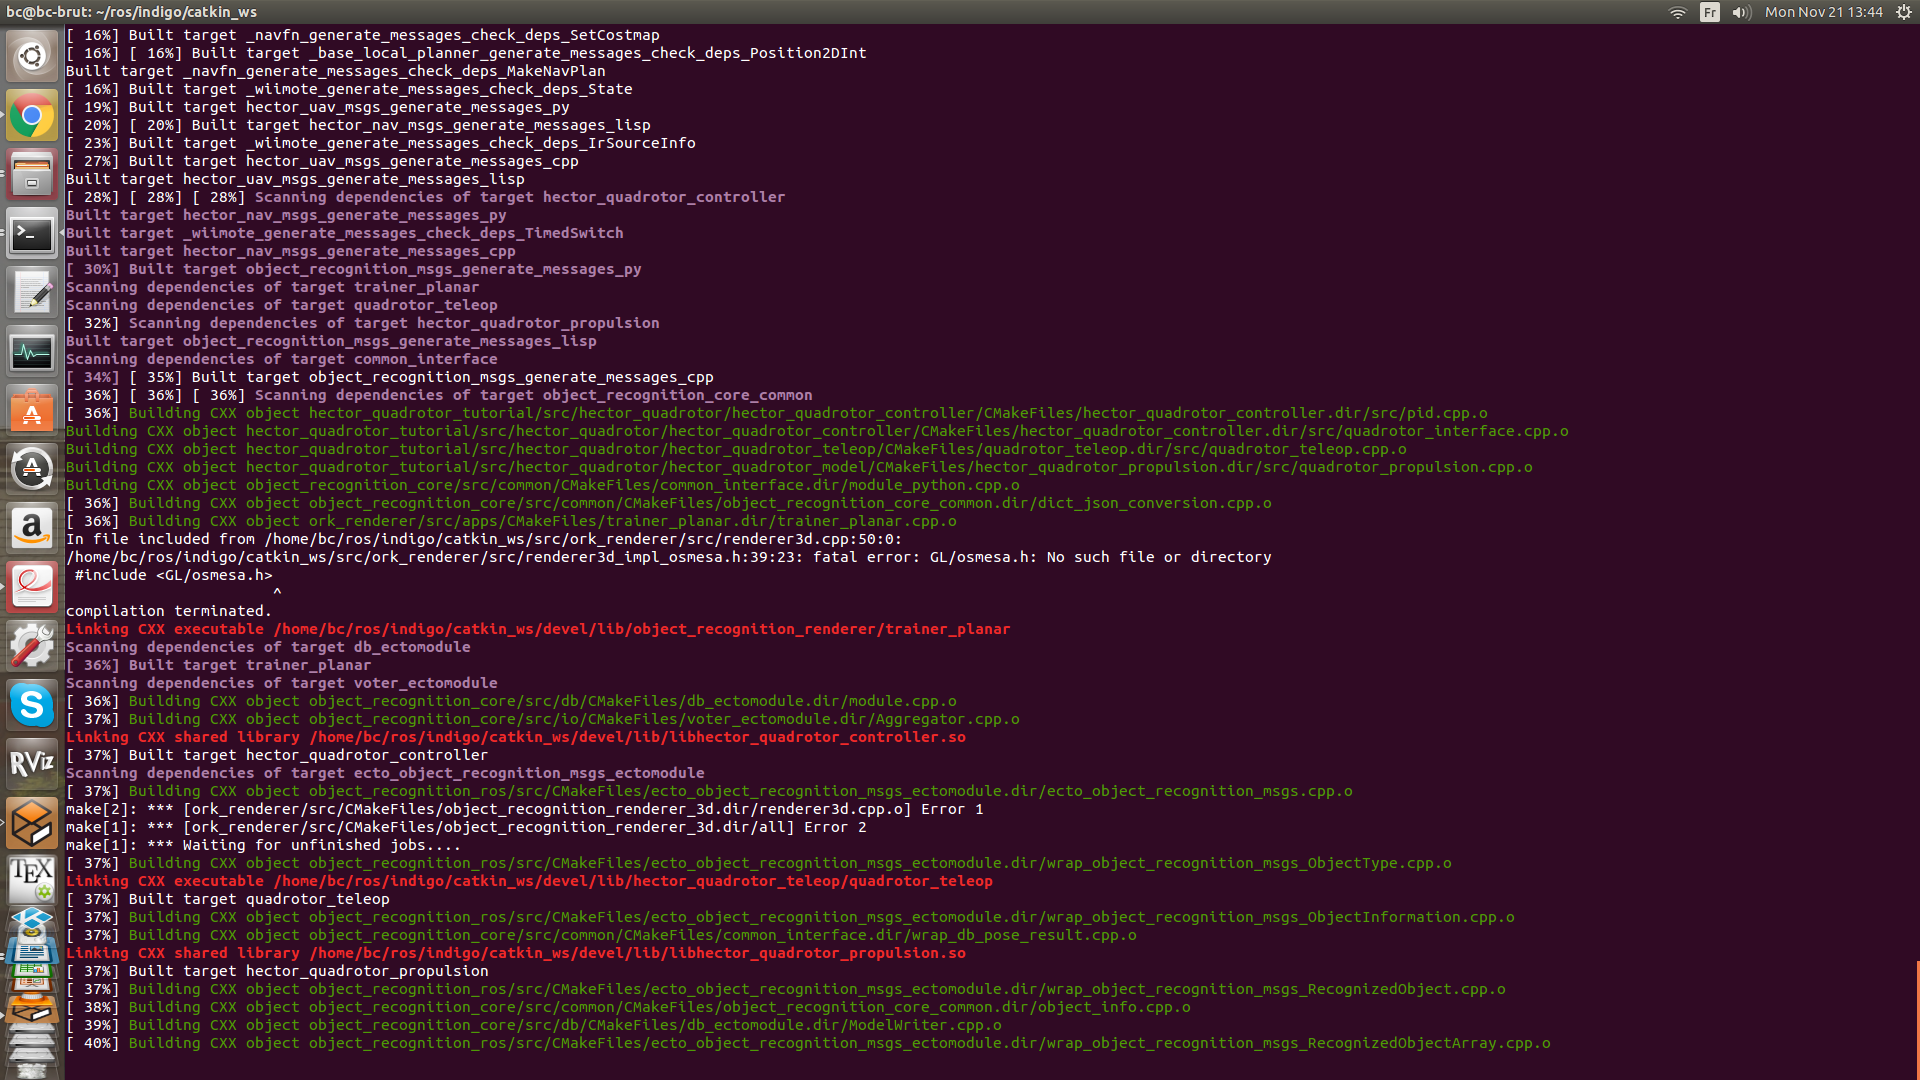 bc@bc-brut: ~/ros/indigo/catkin_ws
Fr
Mon Nov 21 13:44
[ 16%] Built target _navfn_generate_messages_check_deps_SetCostmap
[ 16%] [ 16%] Built target _base_local_planner_generate_messages_check_deps_Position2DInt
Built target _navfn_generate_messages_check_deps_MakeNavPlan
[ 16%] Built target _wiimote_generate_messages_check_deps_State
[ 19%] Built target hector_uav_msgs_generate_messages_py
[ 20%] [ 20%] Built target hector_nav_msgs_generate_messages_lisp
[ 23%] Built target _wiimote_generate_messages_check_deps_IrSourceInfo
[ 27%] Built target hector_uav_msgs_generate_messages_cpp
Built target hector_uav_msgs_generate_messages_lisp
[ 28%] [ 28%] [ 28%] Scanning dependencies of target hector_quadrotor_controller
Built target hector_nav_msgs_generate_messages_py
Built target _wiimote_generate_messages_check_deps_TimedSwitch
Built target hector_nav_msgs_generate_messages_cpp
[ 30%] Built target object_recognition_msgs_generate_messages_py
Scanning dependencies of target trainer_planar
Scanning dependencies of target quadrotor_teleop
[ 32%] Scanning dependencies of target hector_quadrotor_propulsion
Built target object_recognition_msgs_generate_messages_lisp
Scanning dependencies of target common_interface
[ 34%] [ 35%] Built target object_recognition_msgs_generate_messages_cpp
[ 36%] [ 36%] [ 36%] Scanning dependencies of target object_recognition_core_common
[ 36%] Building CXX object hector_quadrotor_tutorial/src/hector_quadrotor/hector_quadrotor_controller/CMakeFiles/hector_quadrotor_controller.dir/src/pid.cpp.o
Building CXX object hector_quadrotor_tutorial/src/hector_quadrotor/hector_quadrotor_controller/CMakeFiles/hector_quadrotor_controller.dir/src/quadrotor_interface.cpp.o
Building CXX object hector_quadrotor_tutorial/src/hector_quadrotor/hector_quadrotor_teleop/CMakeFiles/quadrotor_teleop.dir/src/quadrotor_teleop.cpp.o
Building CXX object hector_quadrotor_tutorial/src/hector_quadrotor/hector_quadrotor_model/CMakeFiles/hector_quadrotor_propulsion.dir/src/quadrotor_propulsion.cpp.o
Building CXX object object_recognition_core/src/common/CMakeFiles/common_interface.dir/module_python.cpp.o
[ 36%] Building CXX object object_recognition_core/src/common/CMakeFiles/object_recognition_core_common.dir/dict_json_conversion.cpp.o
[ 36%] Building CXX object ork_renderer/src/apps/CMakeFiles/trainer_planar.dir/trainer_planar.cpp.o
In file included from /home/bc/ros/indigo/catkin_ws/src/ork_renderer/src/renderer3d.cpp:50:0:
/home/bc/ros/indigo/catkin_ws/src/ork_renderer/src/renderer3d_impl_osmesa.h:39:23: fatal error: GL/osmesa.h: No such file or directory
#include <GL/osmesa.h>
^
compilation terminated.
Linking CXX executable /home/bc/ros/indigo/catkin_ws/devel/lib/object_recognition_renderer/trainer_planar
Scanning dependencies of target db_ectomodule
[ 36%] Built target trainer_planar
Scanning dependencies of target voter_ectomodule
[ 36%] Building CXX object object_recognition_core/src/db/CMakeFiles/db_ectomodule.dir/module.cpp.o
[ 37%] Building CXX object object_recognition_core/src/io/CMakeFiles/voter_ectomodule.dir/Aggregator.cpp.o
Linking CXX shared library /home/bc/ros/indigo/catkin_ws/devel/lib/libhector_quadrotor_controller.so
[ 37%] Built target hector_quadrotor_controller
Scanning dependencies of target ecto_object_recognition_msgs_ectomodule
[ 37%] Building CXX object object_recognition_ros/src/CMakeFiles/ecto_object_recognition_msgs_ectomodule.dir/ecto_object_recognition_msgs.cpp.o
make[2]: *** [ork_renderer/src/CMakeFiles/object_recognition_renderer_3d.dir/renderer3d.cpp.o] Error 1
make[1]: *** [ork_renderer/src/CMakeFiles/object_recognition_renderer_3d.dir/all] Error 2
make[1]: *** Waiting for unfinished jobs....
[ 37%] Building CXX object object_recognition_ros/src/CMakeFiles/ecto_object_recognition_msgs_ectomodule.dir/wrap_object_recognition_msgs_ObjectType.cpp.o
Linking CXX executable /home/bc/ros/indigo/catkin_ws/devel/lib/hector_quadrotor_teleop/quadrotor_teleop
[ 37%] Built target quadrotor_teleop
[ 37%] Building CXX object object_recognition_ros/src/CMakeFiles/ecto_object_recognition_msgs_ectomodule.dir/wrap_object_recognition_msgs_ObjectInformation.cpp.o
[ 37%] Building CXX object object_recognition_core/src/common/CMakeFiles/common_interface.dir/wrap_db_pose_result.cpp.o
Linking CXX shared library /home/bc/ros/indigo/catkin_ws/devel/lib/libhector_quadrotor_propulsion.so
[ 37%] Built target hector_quadrotor_propulsion
[ 37%] Building CXX object object_recognition_ros/src/CMakeFiles/ecto_object_recognition_msgs_ectomodule.dir/wrap_object_recognition_msgs_RecognizedObject.cpp.o
[ 38%] Building CXX object object_recognition_core/src/common/CMakeFiles/object_recognition_core_common.dir/object_info.cpp.o
[ 39%] Building CXX object object_recognition_core/src/db/CMakeFiles/db_ectomodule.dir/ModelWriter.cpp.o
[ 40%] Building CXX object object_recognition_ros/src/CMakeFiles/ecto_object_recognition_msgs_ectomodule.dir/wrap_object_recognition_msgs_RecognizedObjectArray.cpp.o
RViz
TEX